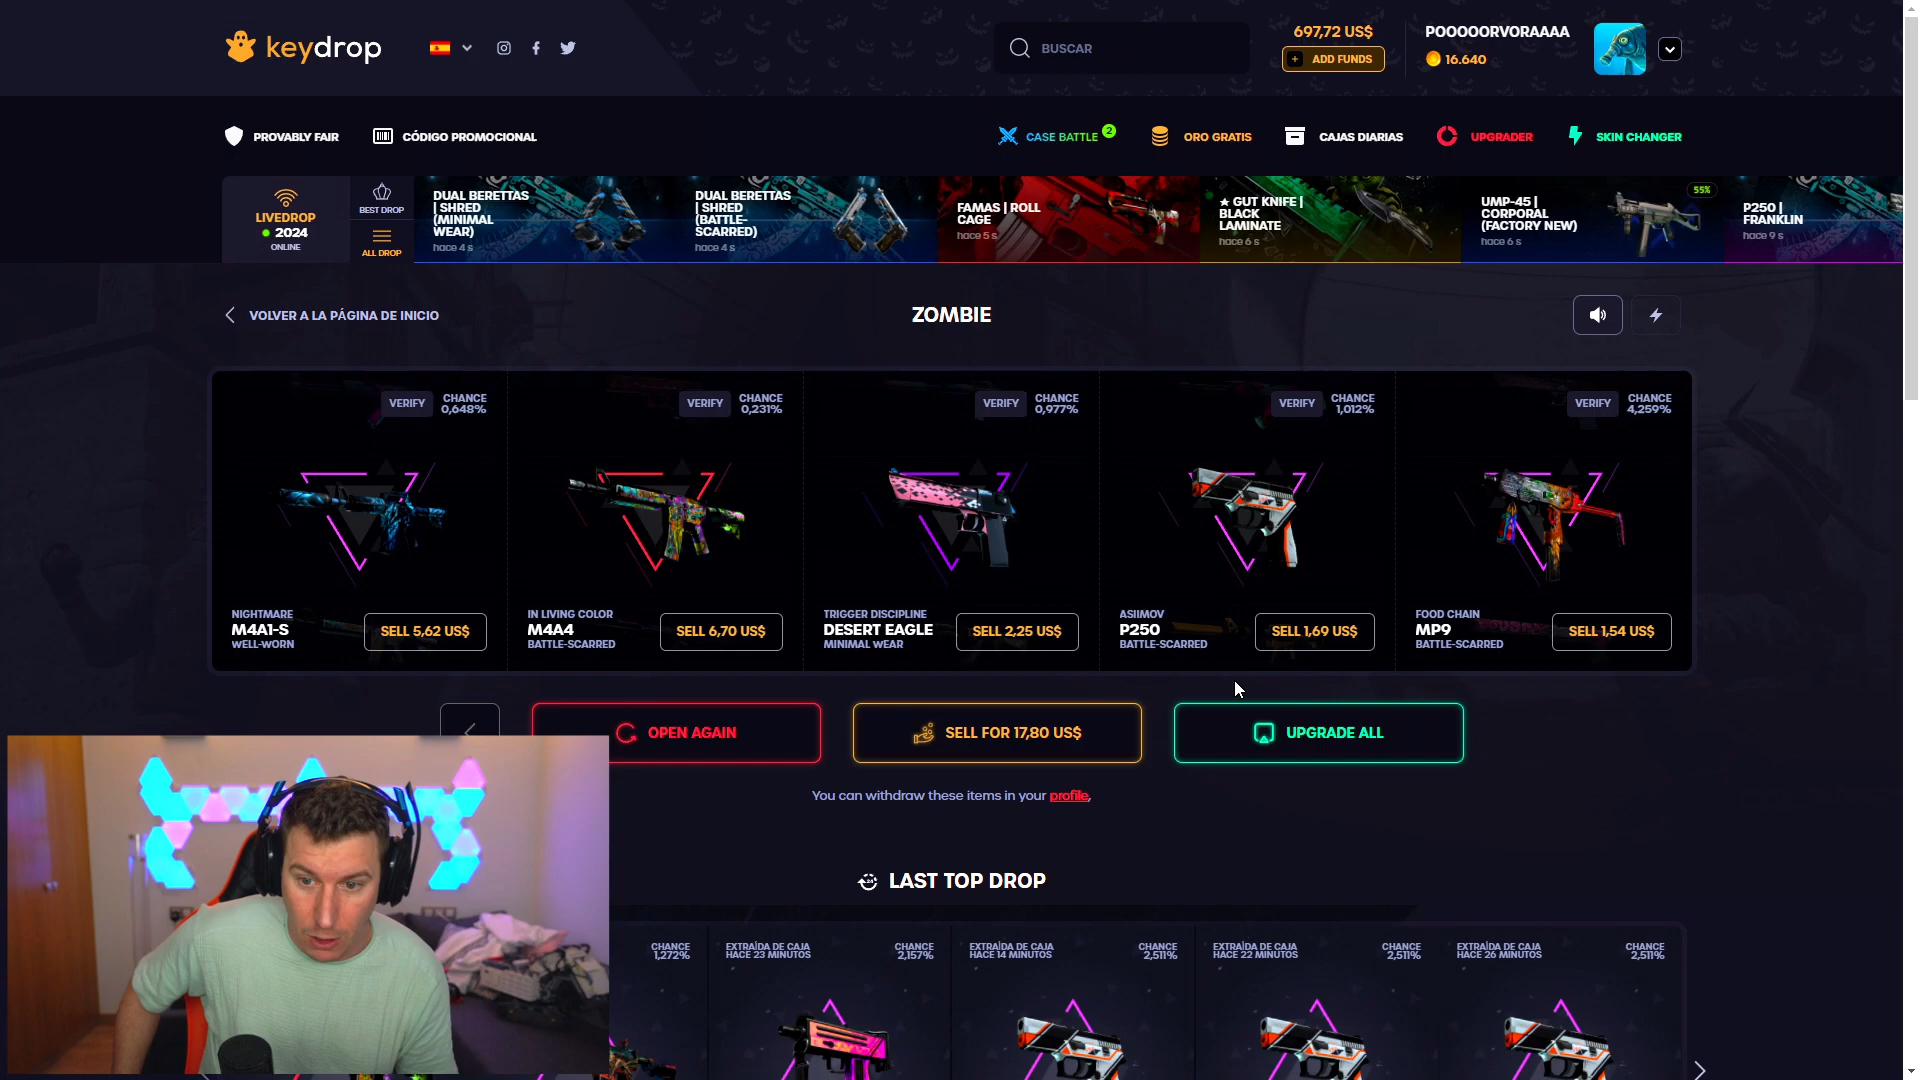 keydrop
BUSCAR
697,72 US$
+ ADD FUNDS
POOOOORVORAAAA
16.640
PROVABLY FAIR
CÓDIGO PROMOCIONAL
CASE BATTLE 2
ORO GRATIS
CAJAS DIARIAS
UPGRADER
SKIN CHANGER
LIVEDROP
2024
ONLINE
BEST DROP
ALL DROP
DUAL BERETTAS
| SHRED
(MINIMAL
WEAR)
hace 4 s
DUAL BERETTAS
| SHRED
(BATTLE-
SCARRED)
hace 4 s
FAMAS | ROLL
CAGE
hace 5 s
★ GUT KNIFE |
BLACK
LAMINATE
hace 6 s
UMP-45 |
CORPORAL
(FACTORY NEW)
hace 6 s
55%
P250 |
FRANKLIN
hace 9 s
VOLVER A LA PÁGINA DE INICIO
ZOMBIE
VERIFY
CHANCE
0,648%
NIGHTMARE
M4A1-S
WELL-WORN
SELL 5,62 US$
VERIFY
CHANCE
0,231%
IN LIVING COLOR
M4A4
BATTLE-SCARRED
SELL 6,70 US$
VERIFY
CHANCE
0,977%
TRIGGER DISCIPLINE
DESERT EAGLE
MINIMAL WEAR
SELL 2,25 US$
VERIFY
CHANCE
1,012%
ASIIMOV
P250
BATTLE-SCARRED
SELL 1,69 US$
VERIFY
CHANCE
4,259%
FOOD CHAIN
MP9
BATTLE-SCARRED
SELL 1,54 US$
OPEN AGAIN
SELL FOR 17,80 US$
UPGRADE ALL
You can withdraw these items in your profile,
LAST TOP DROP
CHANCE
1,272%
EXTRAÍDA DE CAJA
HACE 23 MINUTOS
CHANCE
2,157%
EXTRAÍDA DE CAJA
HACE 14 MINUTOS
CHANCE
2,511%
EXTRAÍDA DE CAJA
HACE 22 MINUTOS
CHANCE
2,511%
EXTRAÍDA DE CAJA
HACE 26 MINUTOS
CHANCE
2,511%